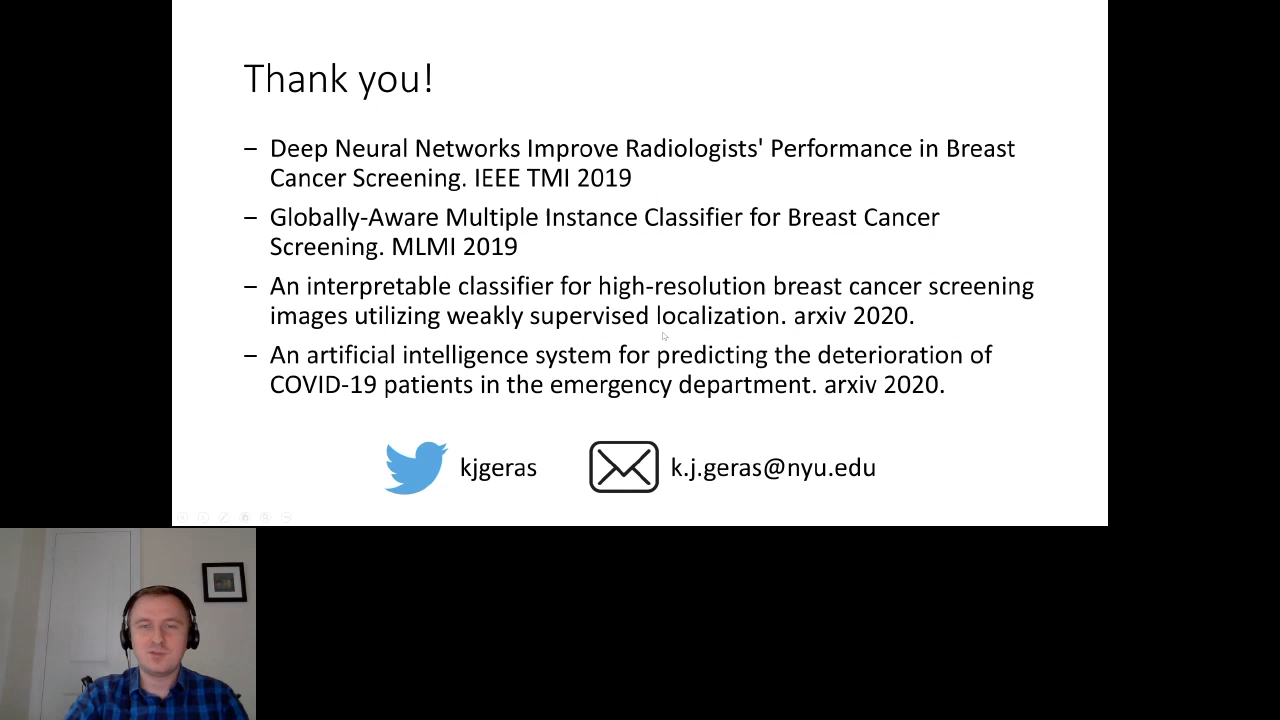 Thank you!
– Deep Neural Networks Improve Radiologists' Performance in Breast
Cancer Screening. IEEE TMI 2019
– Globally-Aware Multiple Instance Classifier for Breast Cancer
Screening. MLMI 2019
– An interpretable classifier for high-resolution breast cancer screening
images utilizing weakly supervised localization. arxiv 2020.
– An artificial intelligence system for predicting the deterioration of
COVID-19 patients in the emergency department. arxiv 2020.
kjgeras
k.j.geras@nyu.edu